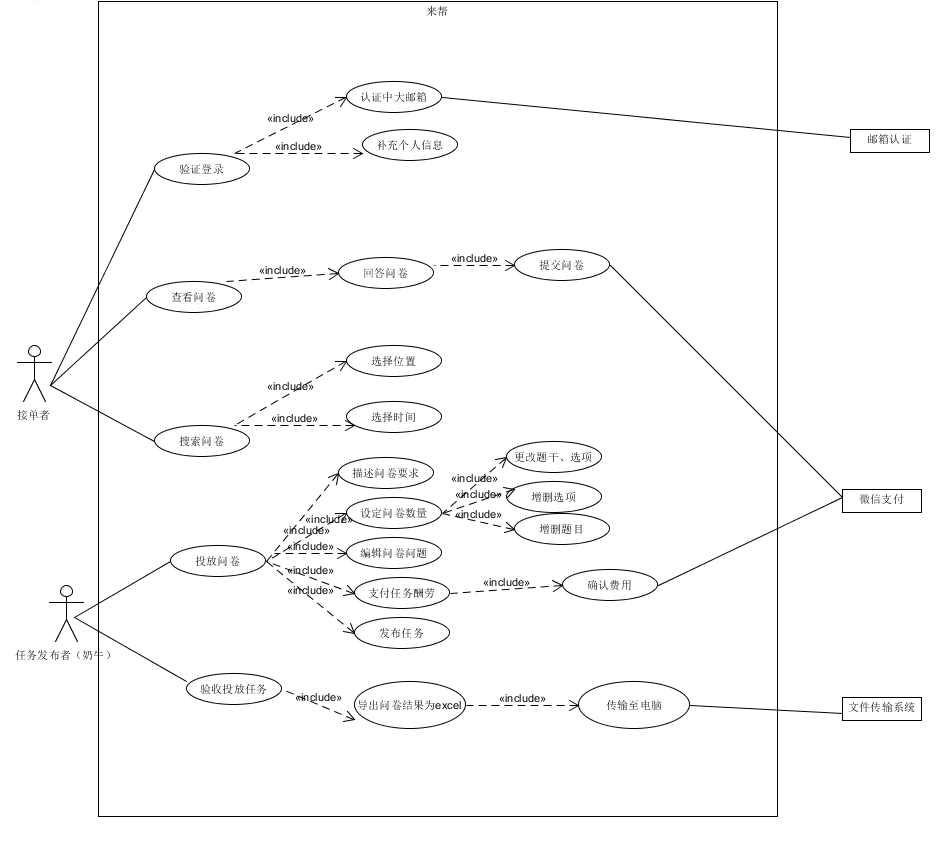 来帮
认证中大邮箱
«include»
邮箱认证
补充个人信息
«include»
验证登录
提交问卷
«include»
回答问卷
«include»
查看问卷
选择位置
«include»
接单者
选择时间
«include»
搜索问卷
更改题干、选项
描述问卷要求
«include»
增删选项
«include»
微信支付
设定问卷数量
«include»
«include»
增删题目
«include»
«include»
编辑问卷问题
投放问卷
«include»
«include»
支付任务酬劳
«include»
确认费用
发布任务
任务发布者（奶牛）
验收投放任务
«include»
导出问卷结果为excel
«include»
传输至电脑
文件传输系统